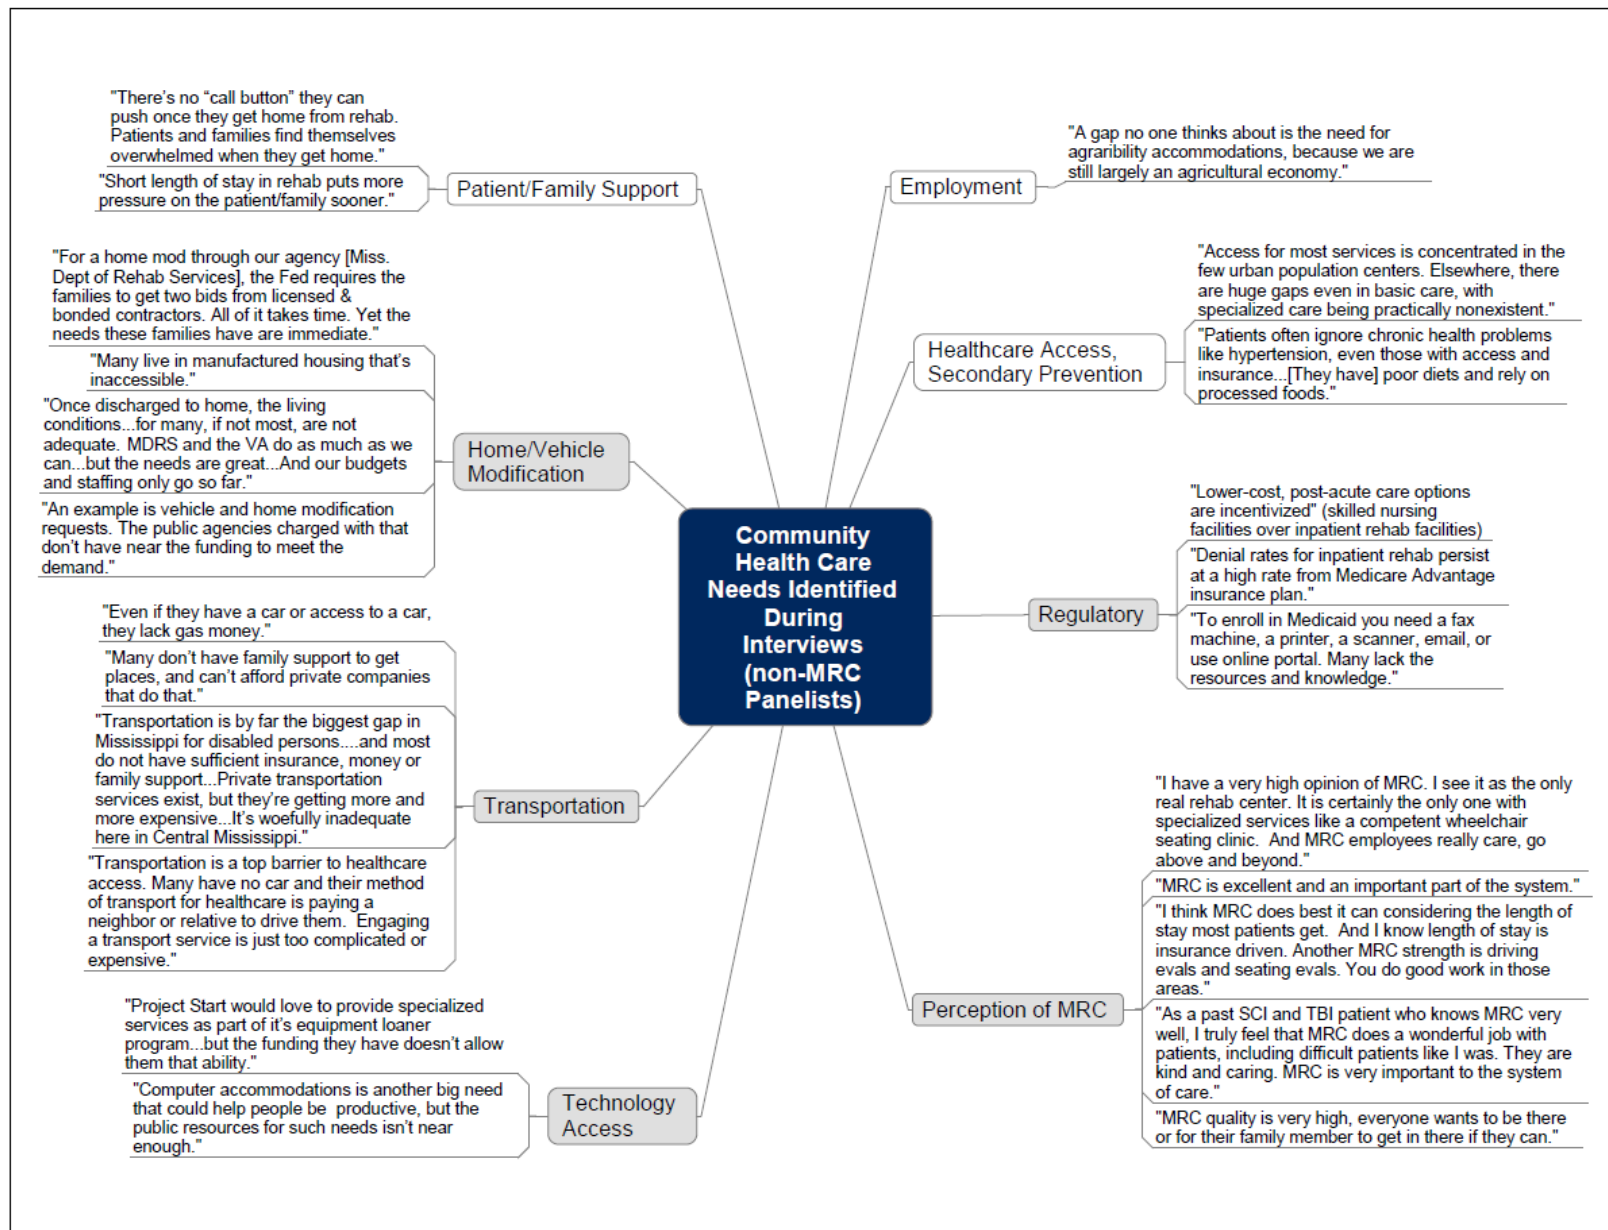 "There's no “call button” they can
push once they get home from rehab.
Patients and families find themselves
overwhelmed when they get home."
"Short length of stay in rehab puts more
pressure on the patient/family sooner."
Patient/Family Support
"For a home mod through our agency [Miss.
Dept of Rehab Services], the Fed requires the
families to get two bids from licensed &
bonded contractors. All of it takes time. Yet the
needs these families have are immediate."
"Many live in manufactured housing that's
inaccessible."
"Once discharged to home, the living
conditions...for many, if not most, are not
adequate. MDRS and the VA do as much as we
can...but the needs are great...And our budgets
and staffing only go so far."
"An example is vehicle and home modification
requests. The public agencies charged with that
don't have near the funding to meet the
demand."
Home/Vehicle
Modification
"Even if they have a car or access to a car,
they lack gas money."
"Many don't have family support to get
places, and can't afford private companies
that do that."
"Transportation is by far the biggest gap in
Mississippi for disabled persons....and most
do not have sufficient insurance, money or
family support...Private transportation
services exist, but they're getting more and
more expensive...It's woefully inadequate
here in Central Mississippi."
"Transportation is a top barrier to healthcare
access. Many have no car and their method
of transport for healthcare is paying a
neighbor or relative to drive them.  Engaging
a transport service is just too complicated or
expensive."
Transportation
"Project Start would love to provide specialized
services as part of it's equipment loaner
program...but the funding they have doesn't allow
them that ability."
"Computer accommodations is another big need
that could help people be  productive, but the
public resources for such needs isn't near
enough."
Technology
Access
Community
Health Care
Needs Identified
During
Interviews
(non-MRC
Panelists)
Employment
"A gap no one thinks about is the need for
agraribility accommodations, because we are
still largely an agricultural economy."
Healthcare Access,
Secondary Prevention
"Access for most services is concentrated in the
few urban population centers. Elsewhere, there
are huge gaps even in basic care, with
specialized care being practically nonexistent."
"Patients often ignore chronic health problems
like hypertension, even those with access and
insurance...[They have] poor diets and rely on
processed foods."
Regulatory
"Lower-cost, post-acute care options
are incentivized" (skilled nursing
facilities over inpatient rehab facilities)
"Denial rates for inpatient rehab persist
at a high rate from Medicare Advantage
insurance plan."
"To enroll in Medicaid you need a fax
machine, a printer, a scanner, email, or
use online portal. Many lack the
resources and knowledge."
Perception of MRC
"I have a very high opinion of MRC. I see it as the only
real rehab center. It is certainly the only one with
specialized services like a competent wheelchair
seating clinic.  And MRC employees really care, go
above and beyond."
"MRC is excellent and an important part of the system."
"I think MRC does best it can considering the length of
stay most patients get.  And I know length of stay is
insurance driven. Another MRC strength is driving
evals and seating evals. You do good work in those
areas."
"As a past SCI and TBI patient who knows MRC very
well, I truly feel that MRC does a wonderful job with
patients, including difficult patients like I was. They are
kind and caring. MRC is very important to the system
of care."
"MRC quality is very high, everyone wants to be there
or for their family member to get in there if they can."